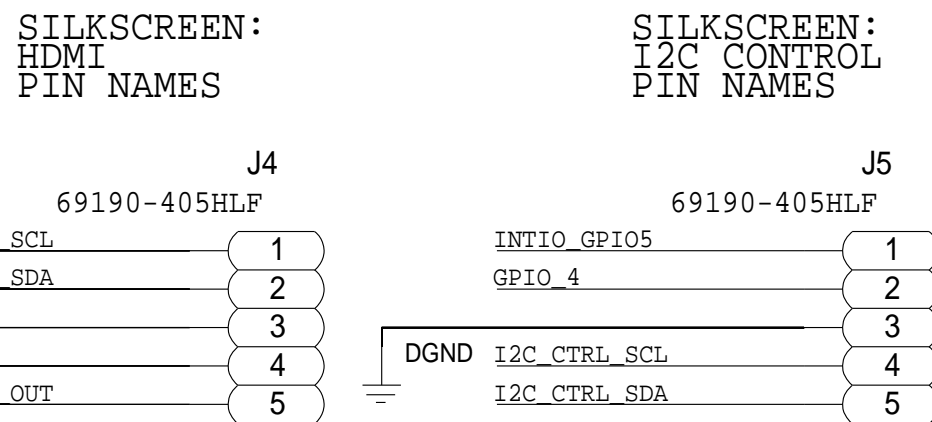 SILKSCREEN:
HDMI
PIN NAMES
J4
69190-405HLF
_SCL
1
_SDA
2
3
4
_OUT
5
SILKSCREEN:
I2C CONTROL
PIN NAMES
J5
69190-405HLF
INTIO_GPIO5
1
GPIO_4
2
3
DGND
I2C_CTRL_SCL
4
I2C_CTRL_SDA
5